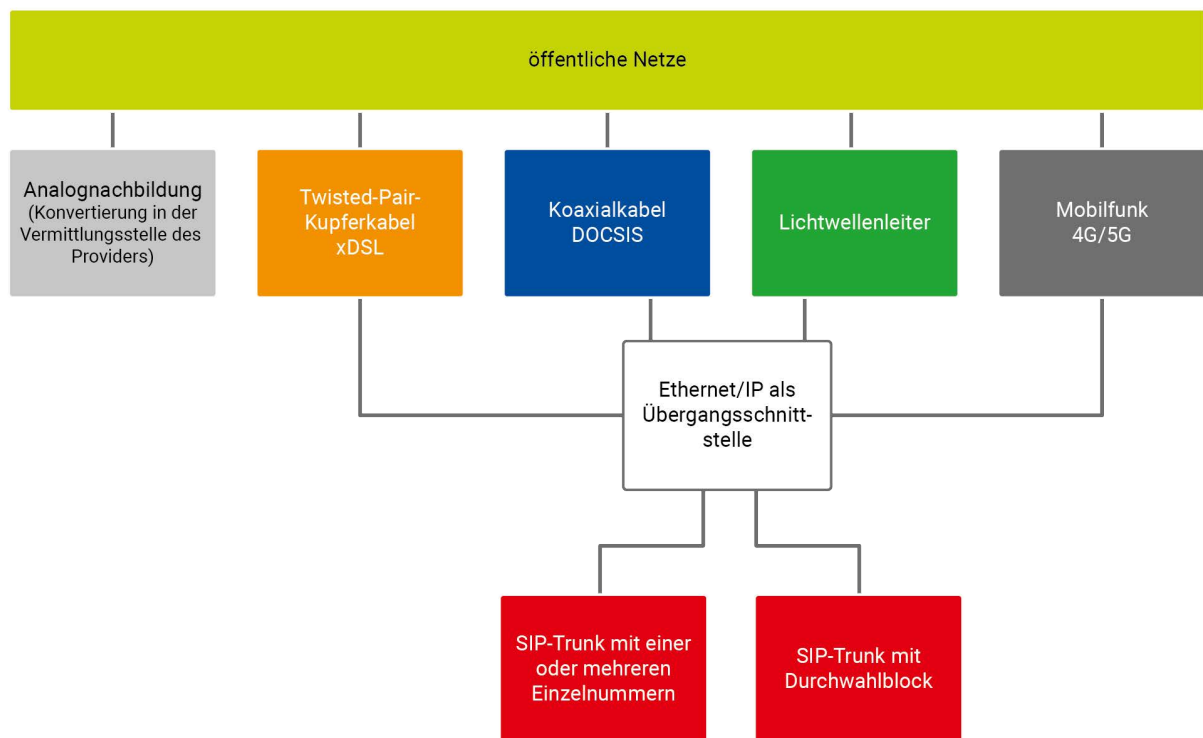 öffentliche Netze
Analognachbildung
(Konvertierung in der
Vermittlungsstelle des
Providers)
Twisted-Pair-
Kupferkabel
xDSL
Koaxialkabel
DOCSIS
Lichtwellenleiter
Mobilfunk
4G/5G
Ethernet/IP als
Übergangsschnitt-
stelle
SIP-Trunk mit einer
oder mehreren
Einzelnummern
SIP-Trunk mit
Durchwahlblock